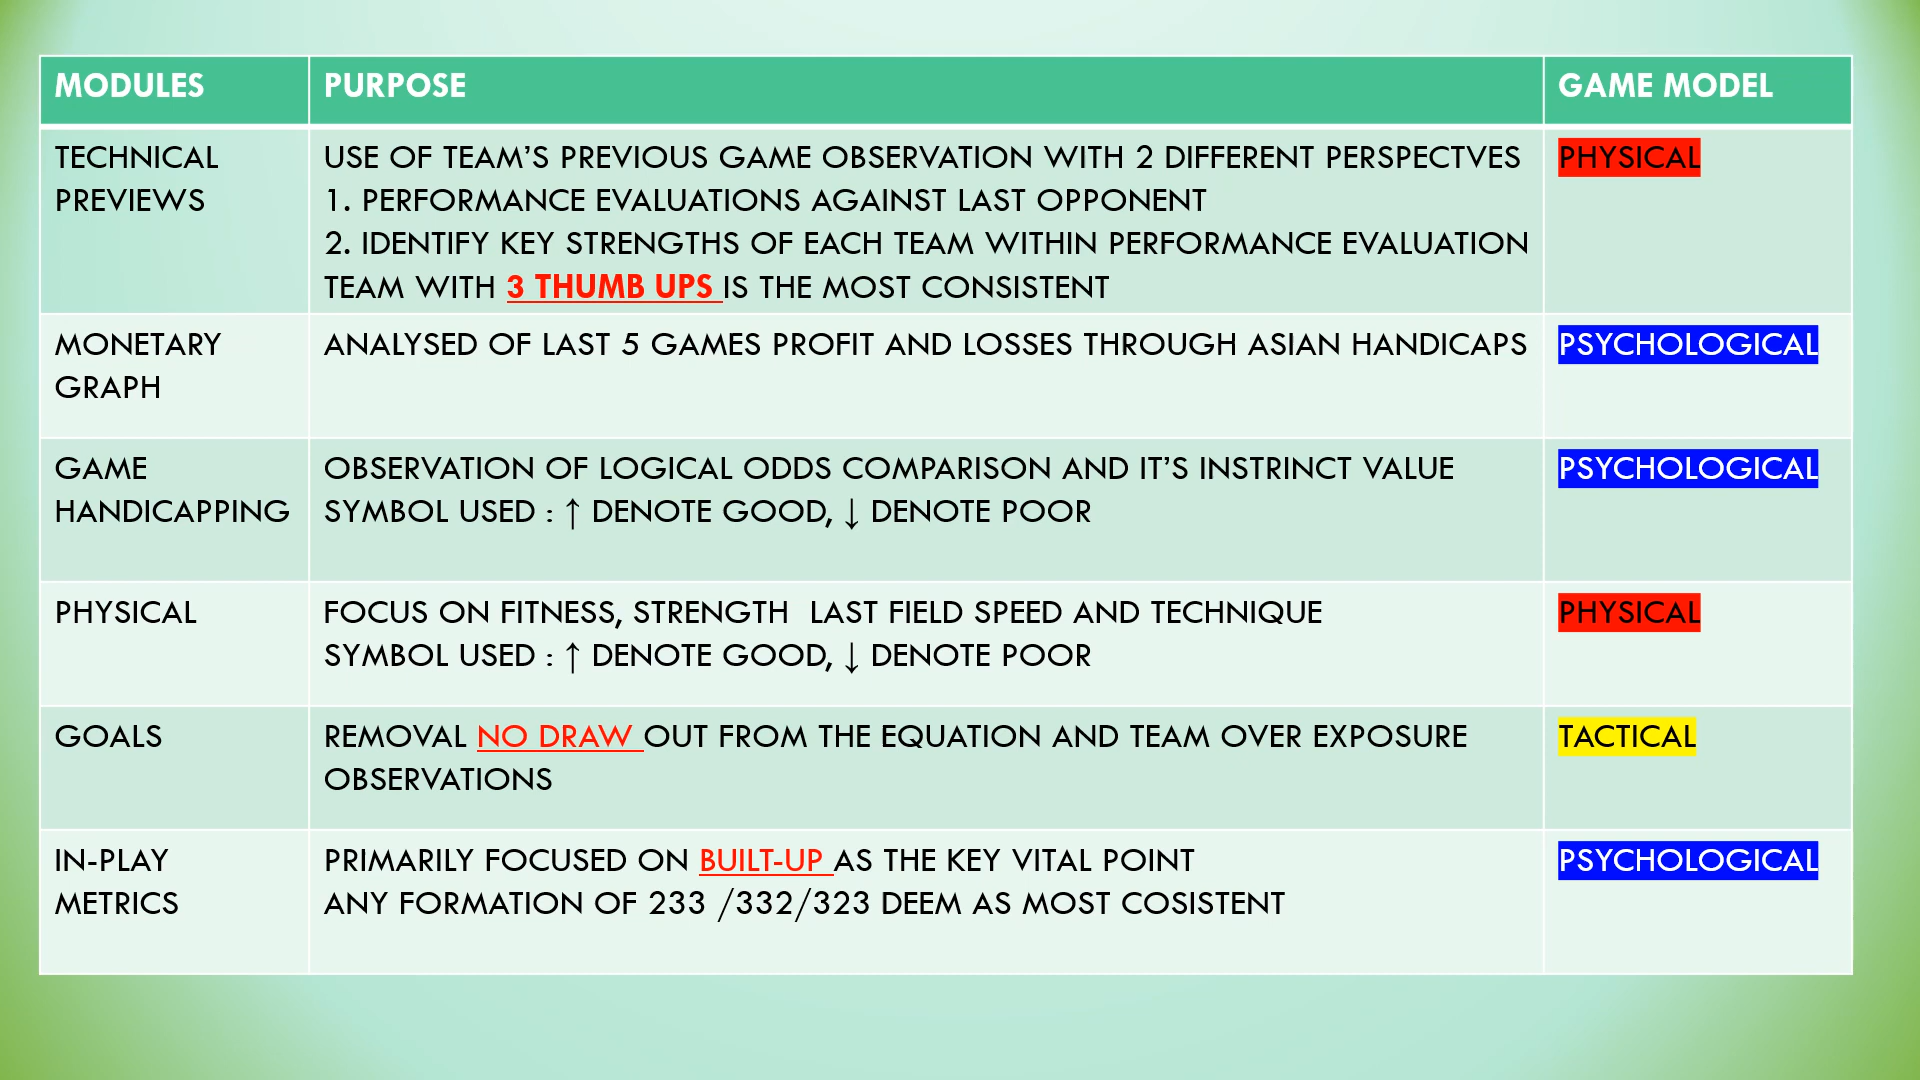 MODULES
PURPOSE
GAME MODEL
TECHNICAL
PREVIEWS
USE OF TEAM’S PREVIOUS GAME OBSERVATION WITH 2 DIFFERENT PERSPECTVES
1. PERFORMANCE EVALUATIONS AGAINST LAST OPPONENT
2. IDENTIFY KEY STRENGTHS OF EACH TEAM WITHIN PERFORMANCE EVALUATION
TEAM WITH 3 THUMB UPS IS THE MOST CONSISTENT
PHYSICAL
MONETARY
GRAPH
ANALYSED OF LAST 5 GAMES PROFIT AND LOSSES THROUGH ASIAN HANDICAPS
PSYCHOLOGICAL
GAME
HANDICAPPING
OBSERVATION OF LOGICAL ODDS COMPARISON AND IT’S INSTRINCT VALUE
SYMBOL USED : ↑ DENOTE GOOD, ↓ DENOTE POOR
PSYCHOLOGICAL
PHYSICAL
FOCUS ON FITNESS, STRENGTH  LAST FIELD SPEED AND TECHNIQUE
SYMBOL USED : ↑ DENOTE GOOD, ↓ DENOTE POOR
PHYSICAL
GOALS
REMOVAL NO DRAW OUT FROM THE EQUATION AND TEAM OVER EXPOSURE
OBSERVATIONS
TACTICAL
IN-PLAY
METRICS
PRIMARILY FOCUSED ON BUILT-UP AS THE KEY VITAL POINT
ANY FORMATION OF 233 /332/323 DEEM AS MOST COSISTENT
PSYCHOLOGICAL